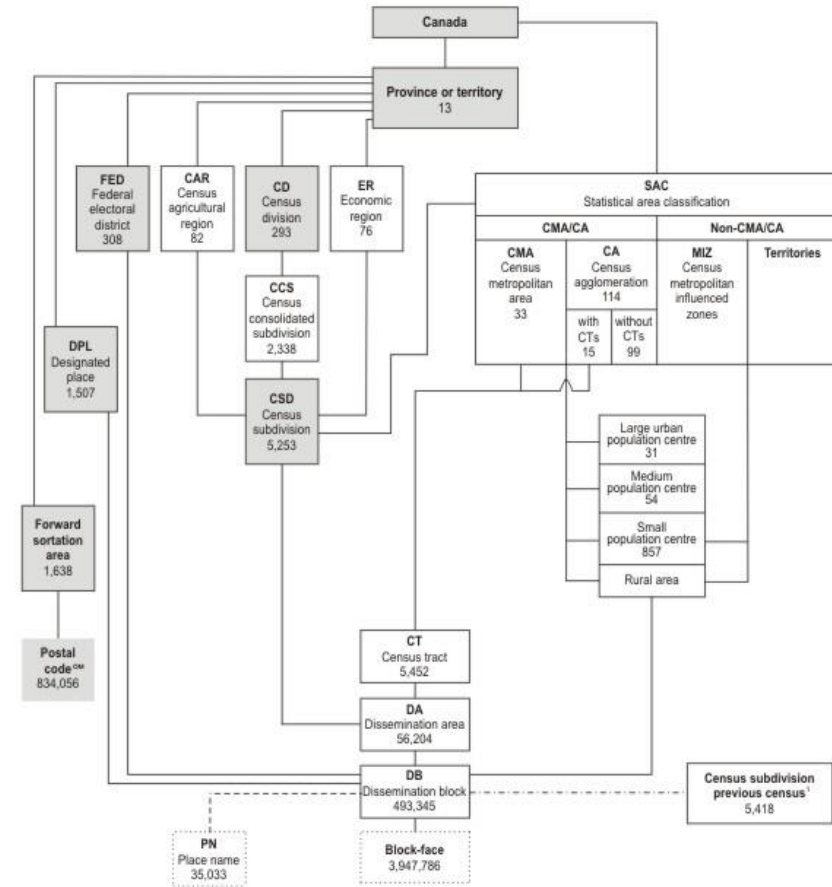 Canada
Province or territory
13
FED
Federal
electoral
district
308
CAR
Census
agricultural
region
82
CD
Census
division
293
ER
Economic
region
76
SAC
Statistical area classification
CMA/CA
Non-CMA/CA
CMA
Census
metropolitan
area
33
CA
Census
agglomeration
114
with
CTs
15
without
CTs
99
MIZ
Census
metropolitan
influenced
zones
Territories
CCS
Census
consolidated
subdivision
2,338
DPL
Designated
place
1,507
CSD
Census
subdivision
5,253
Large urban
population centre
31
Medium
population centre
54
Small
population centre
857
Rural area
Forward
sortation
area
1,638
Postal
code OM
834,056
CT
Census tract
5,452
DA
Dissemination area
56,204
DB
Dissemination block
493,345
Census subdivision
previous census¹
5,418
PN
Place name
35,033
Block-face
3,947,786